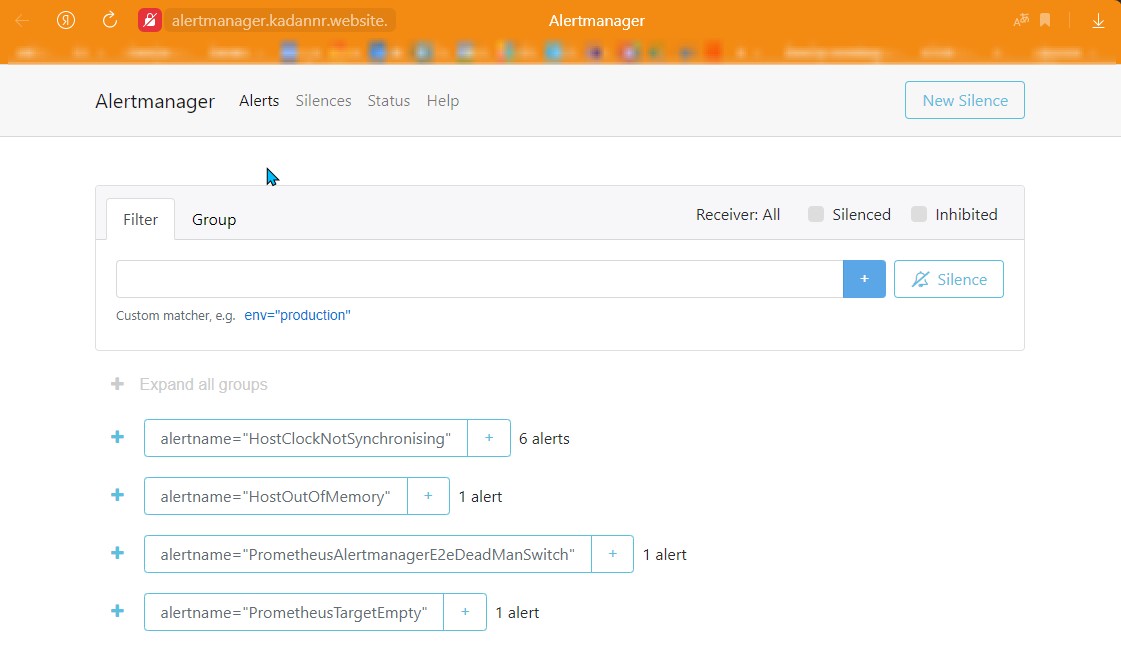 Я
alertmanager.kadannr.website.
Alertmanager
Alertmanager Alerts Silences Status Help New Silence
Filter Group Receiver: All Silenced Inhibited
+ Silence
Custom matcher, e.g. env="production"
+ Expand all groups
+ alertname="HostClockNotSynchronising" + 6 alerts
+ alertname="HostOutOfMemory" + 1 alert
+ alertname="PrometheusAlertmanagerE2eDeadManSwitch" + 1 alert
+ alertname="PrometheusTargetEmpty" + 1 alert